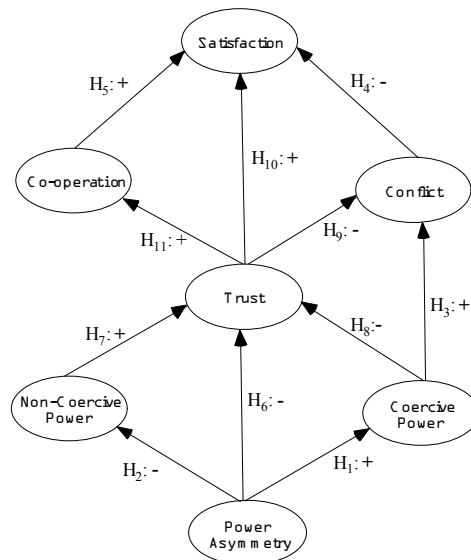 Satisfaction
H5: +
H4: -
H10: +
Co-operation
Conflict
H11: +
H9: -
Trust
H3: +
H7: +
H8: -
Non-Coercive
Power
H6: -
Coercive
Power
H2: -
H1: +
Power
Asymmetry